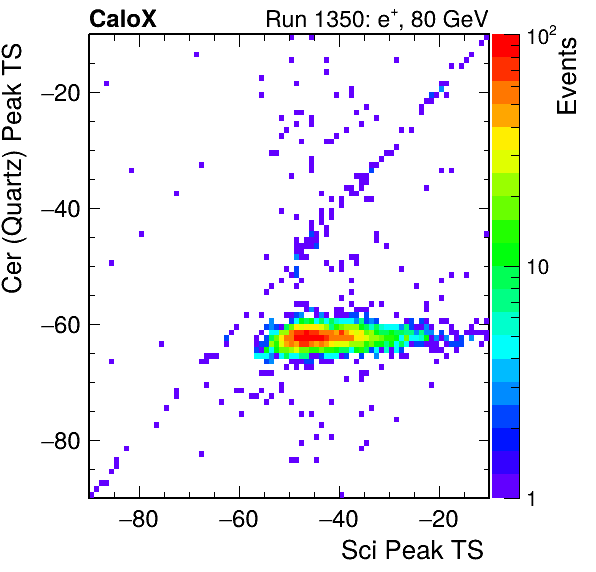 CaloX Run 1350: e⁺, 80 GeV
Cer (Quartz) Peak TS
−20
−40
−60
−80
−80 −60 −40 −20
Sci Peak TS
10²
10
1
Events